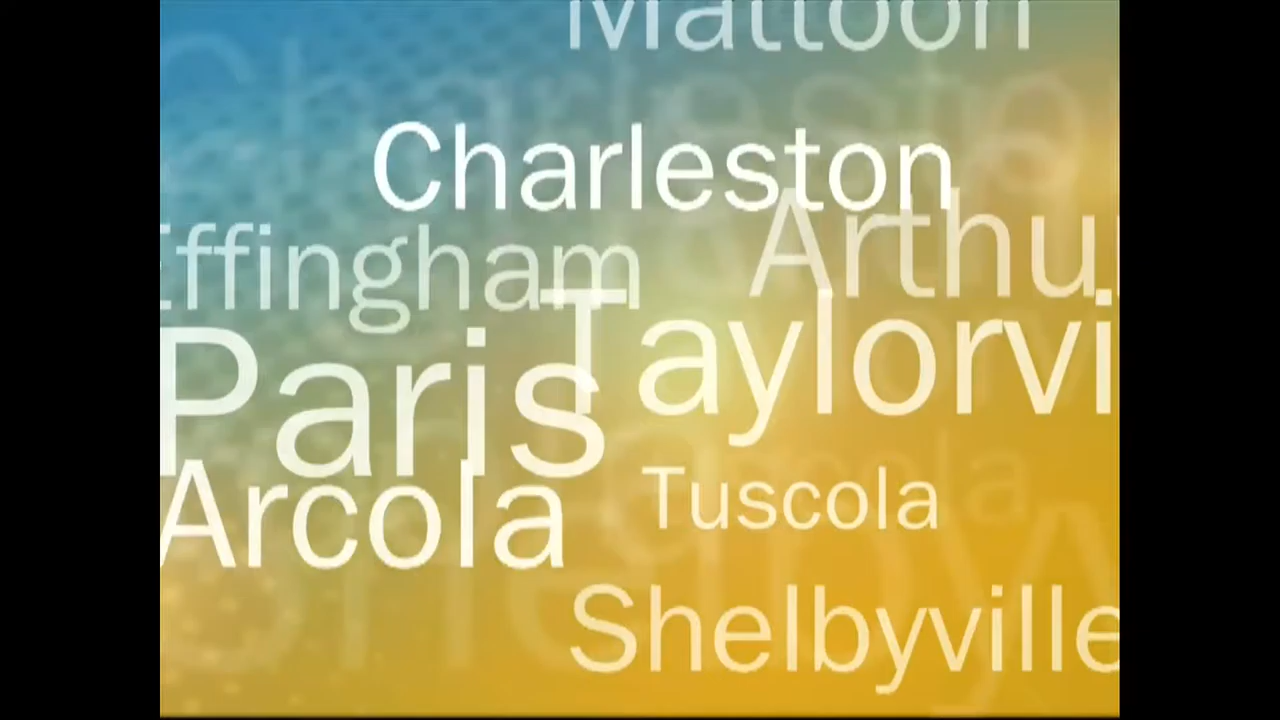 Mattoon
Charleston
Effingham
Arthur
Taylorvi
Paris
Arcola
Tuscola
Shelbyville